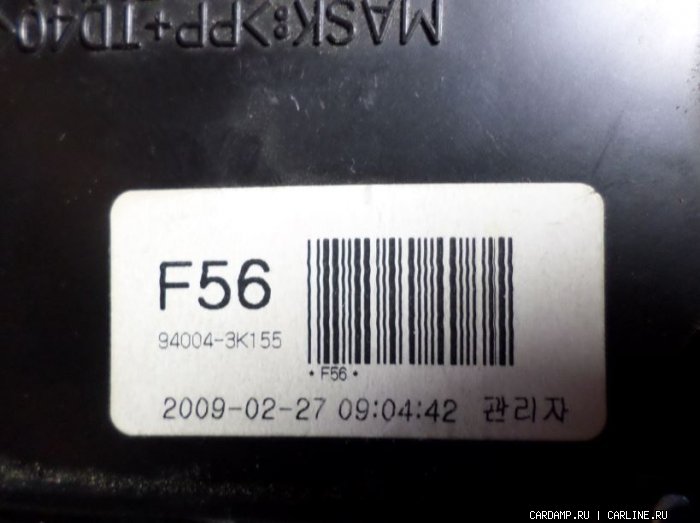 MASK:>PP+TD40<
F56
94004-3K155
* F56 *
2009-02-27 09:04:42 관리자
CARDAMP.RU | CARLINE.RU